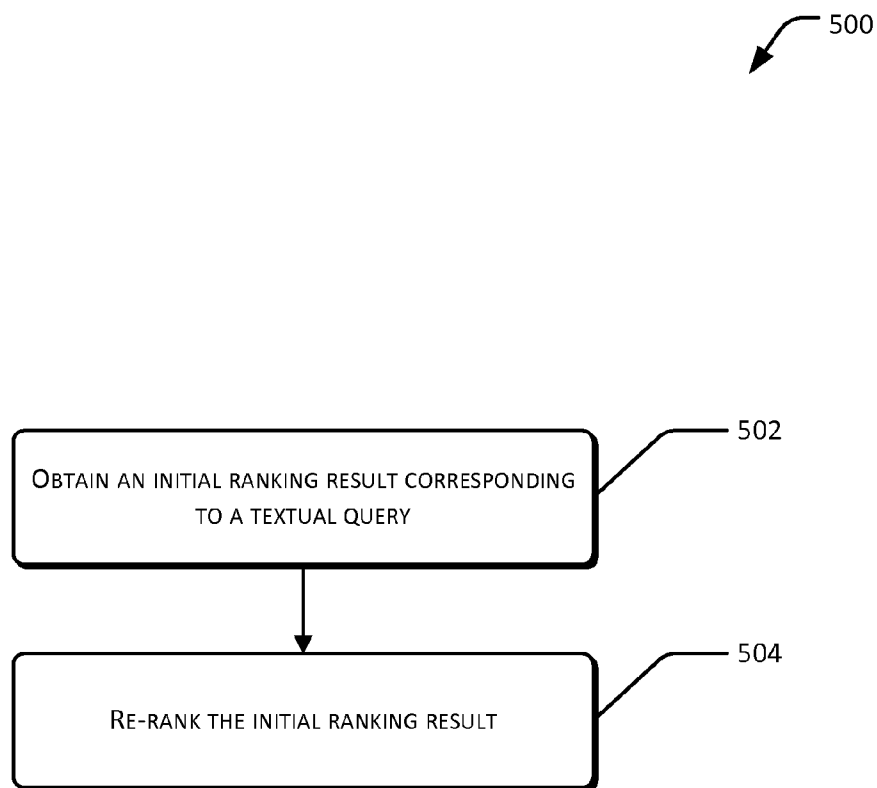 500
502
OBTAIN AN INITIAL RANKING RESULT CORRESPONDING
TO A TEXTUAL QUERY
504
RE-RANK THE INITIAL RANKING RESULT